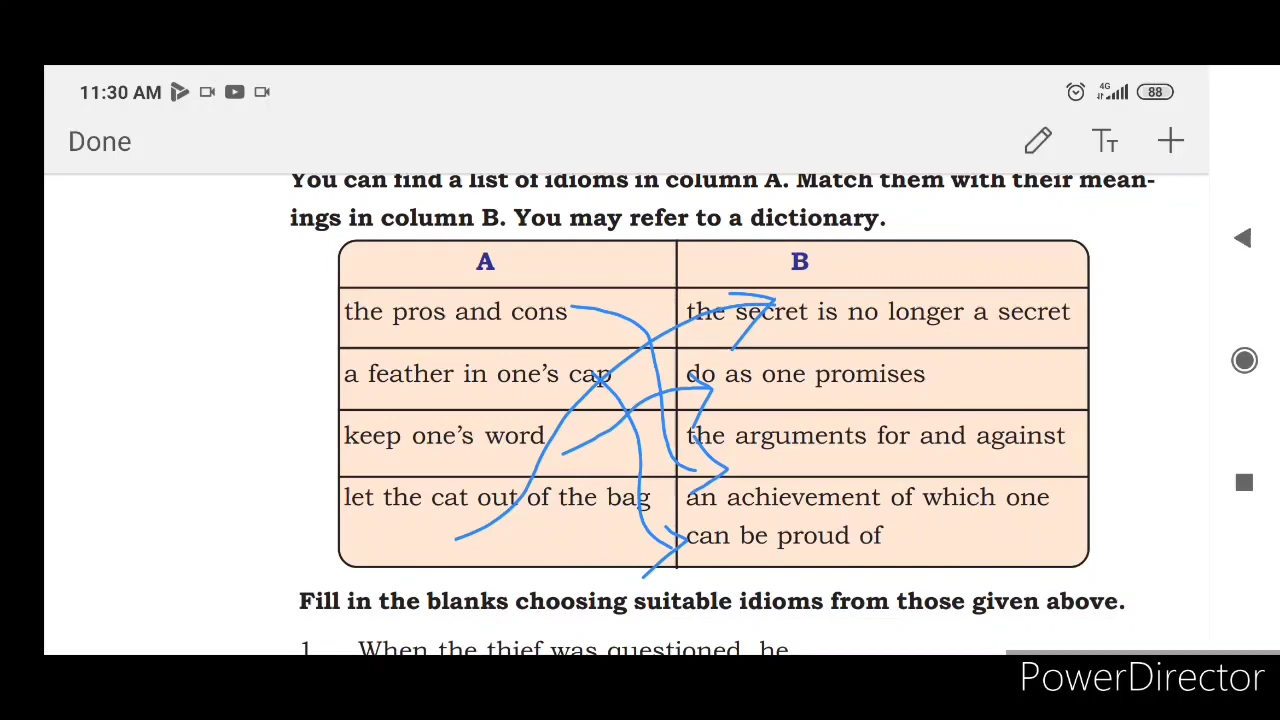 11:30 AM 4G 88
Done
You can find a list of idioms in column A. Match them with their mean-
ings in column B. You may refer to a dictionary.
A B
the pros and cons the secret is no longer a secret
a feather in one's cap do as one promises
keep one's word the arguments for and against
let the cat out of the bag an achievement of which one
can be proud of
Fill in the blanks choosing suitable idioms from those given above.
1. When the thief was questioned, he
PowerDirector